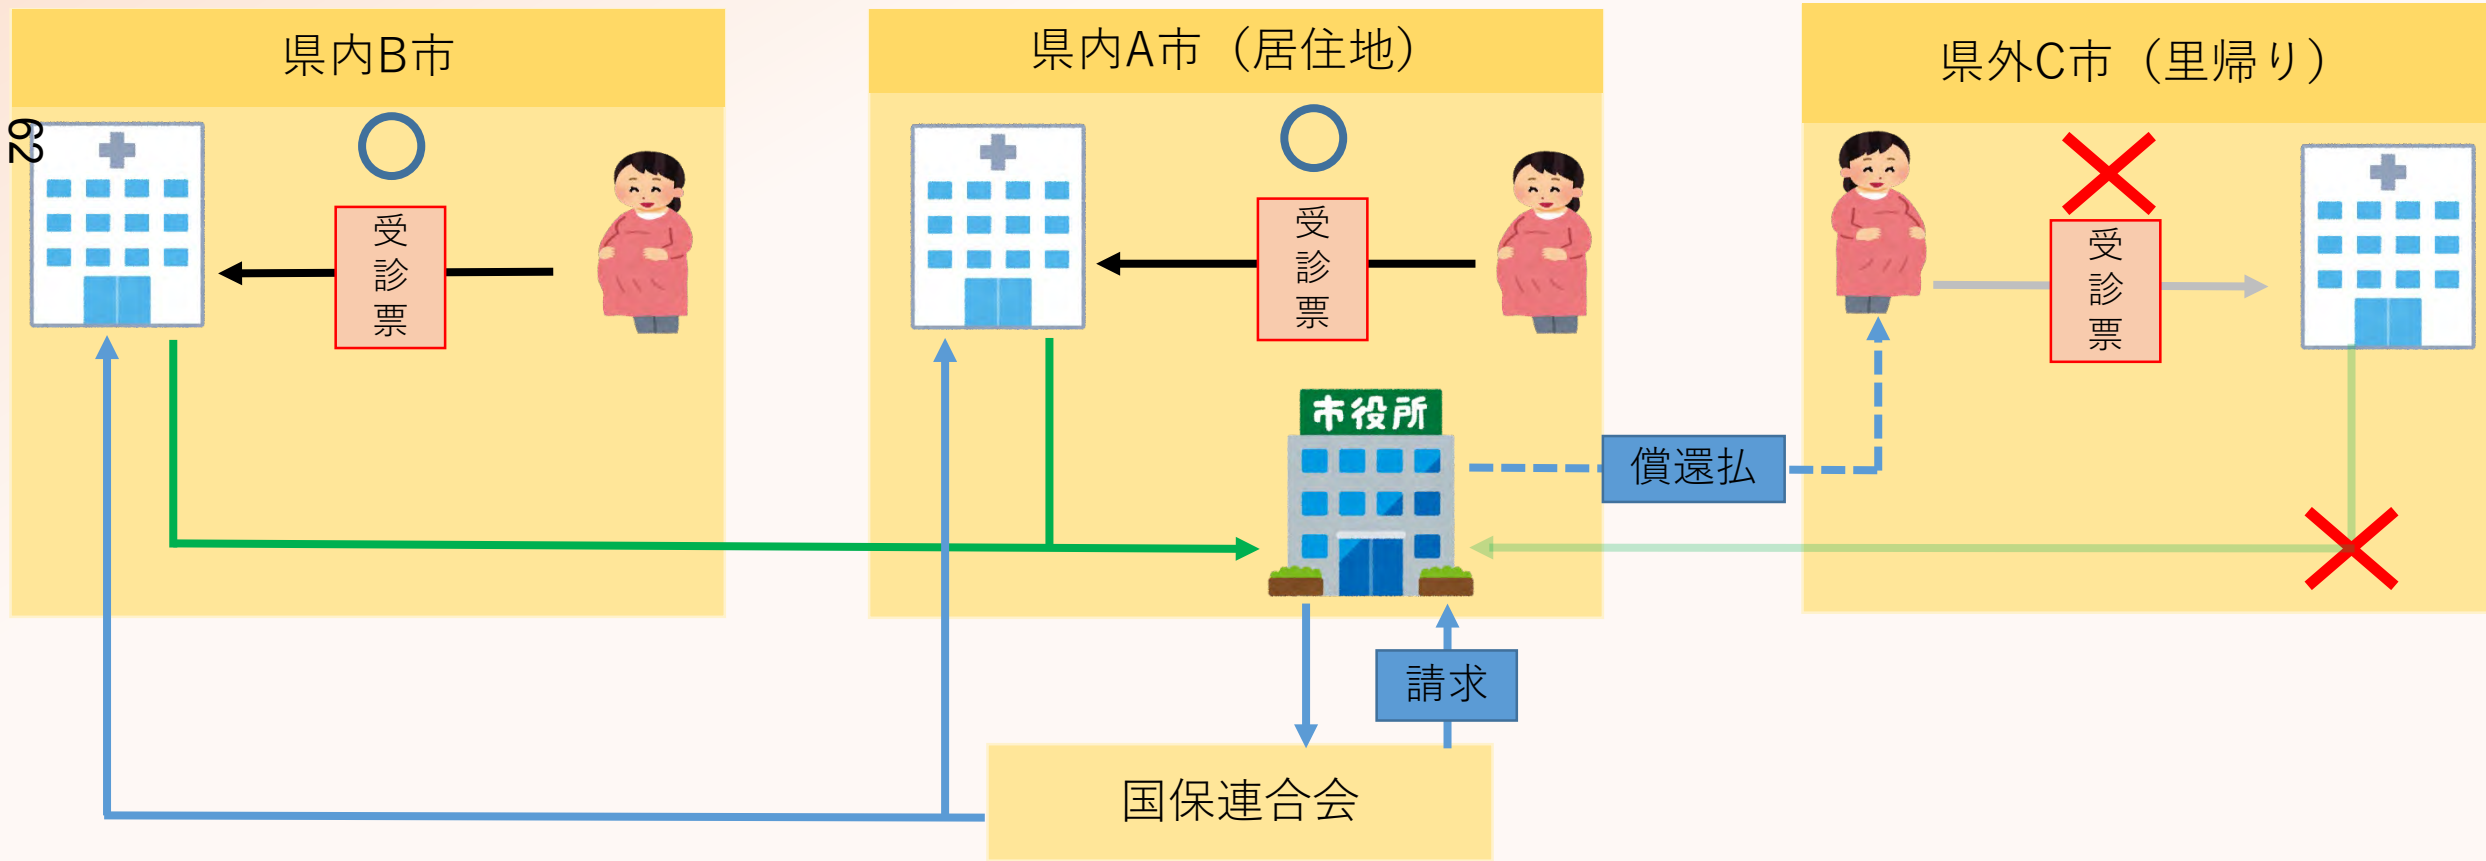 県内B市
県内A市（居住地）
県外C市（里帰り）
62
受診票
受診票
受診票
市役所
償還払
請求
国保連合会